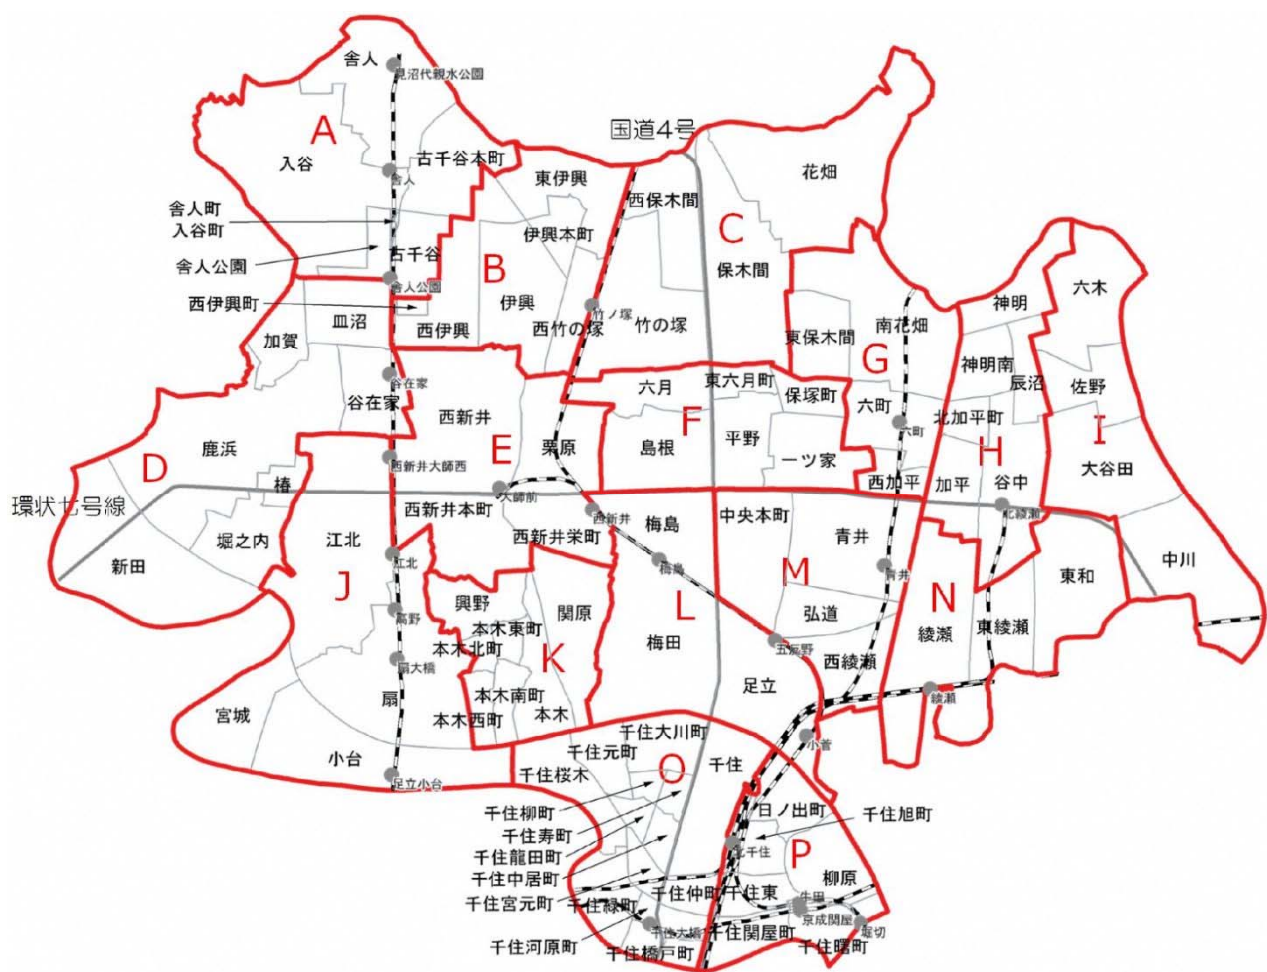 舎人
見沼代親水公園
国道4号
A
入谷
古千谷本町
舎人
舎人町
入谷町
舎人公園
古千谷
舎人公園
西伊興町
東伊興
伊興本町
B
伊興
西伊興
西竹の塚
竹ノ塚
西保木間
C
保木間
花畑
竹の塚
加賀
皿沼
谷在家
谷在家
東保木間
南花畑
G
六町
六町
西加平
神明
六木
神明南
辰沼
佐野
北加平町
H
I
加平
谷中
大谷田
北綾瀬
六月
東六月町
保塚町
F
島根
平野
一ツ家
西新井
E
栗原
D
鹿浜
西新井大師西
大師前
椿
環状七号線
西新井本町
西新井
西新井栄町
梅島
梅島
中央本町
青井
青井
新田
堀之内
江北
江北
J
高野
興野
関原
本木東町
本木北町
K
扇大橋
扇
本木南町
本木西町
本木
L
梅田
M
弘道
五反野
西綾瀬
足立
N
綾瀬
東綾瀬
東和
中川
綾瀬
宮城
小台
足立小台
千住大川町
千住元町
千住桜木
O
千住
小菅
千住柳町
千住寿町
千住龍田町
千住中居町
千住宮元町
千住緑町
千住河原町
千住仲町
千住大橋
千住橋戸町
日ノ出町
千住旭町
北千住
P
柳原
千住東
牛田
京成関屋
堀切
千住関屋町
千住曙町